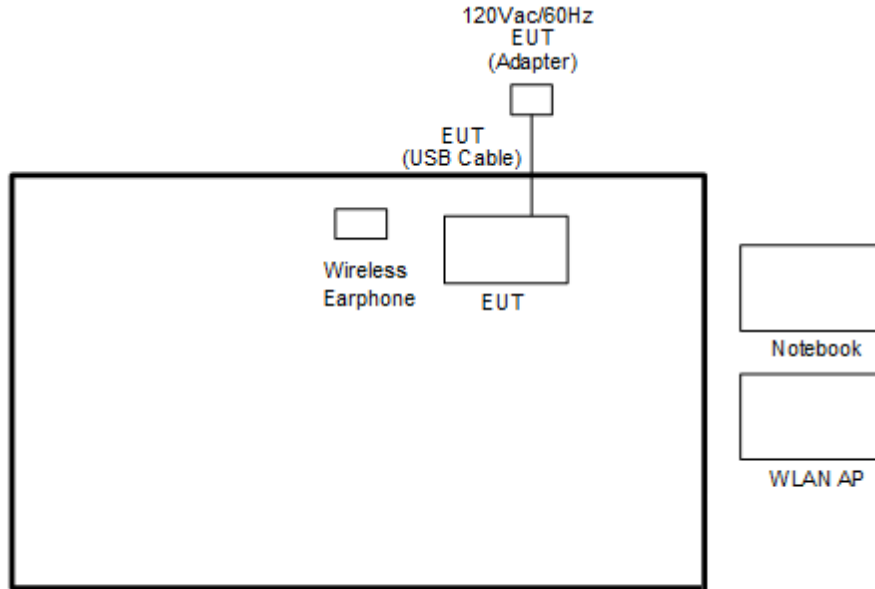 120Vac/60Hz
EUT
(Adapter)
EUT
(USB Cable)
Wireless
Earphone
EUT
Notebook
WLAN AP